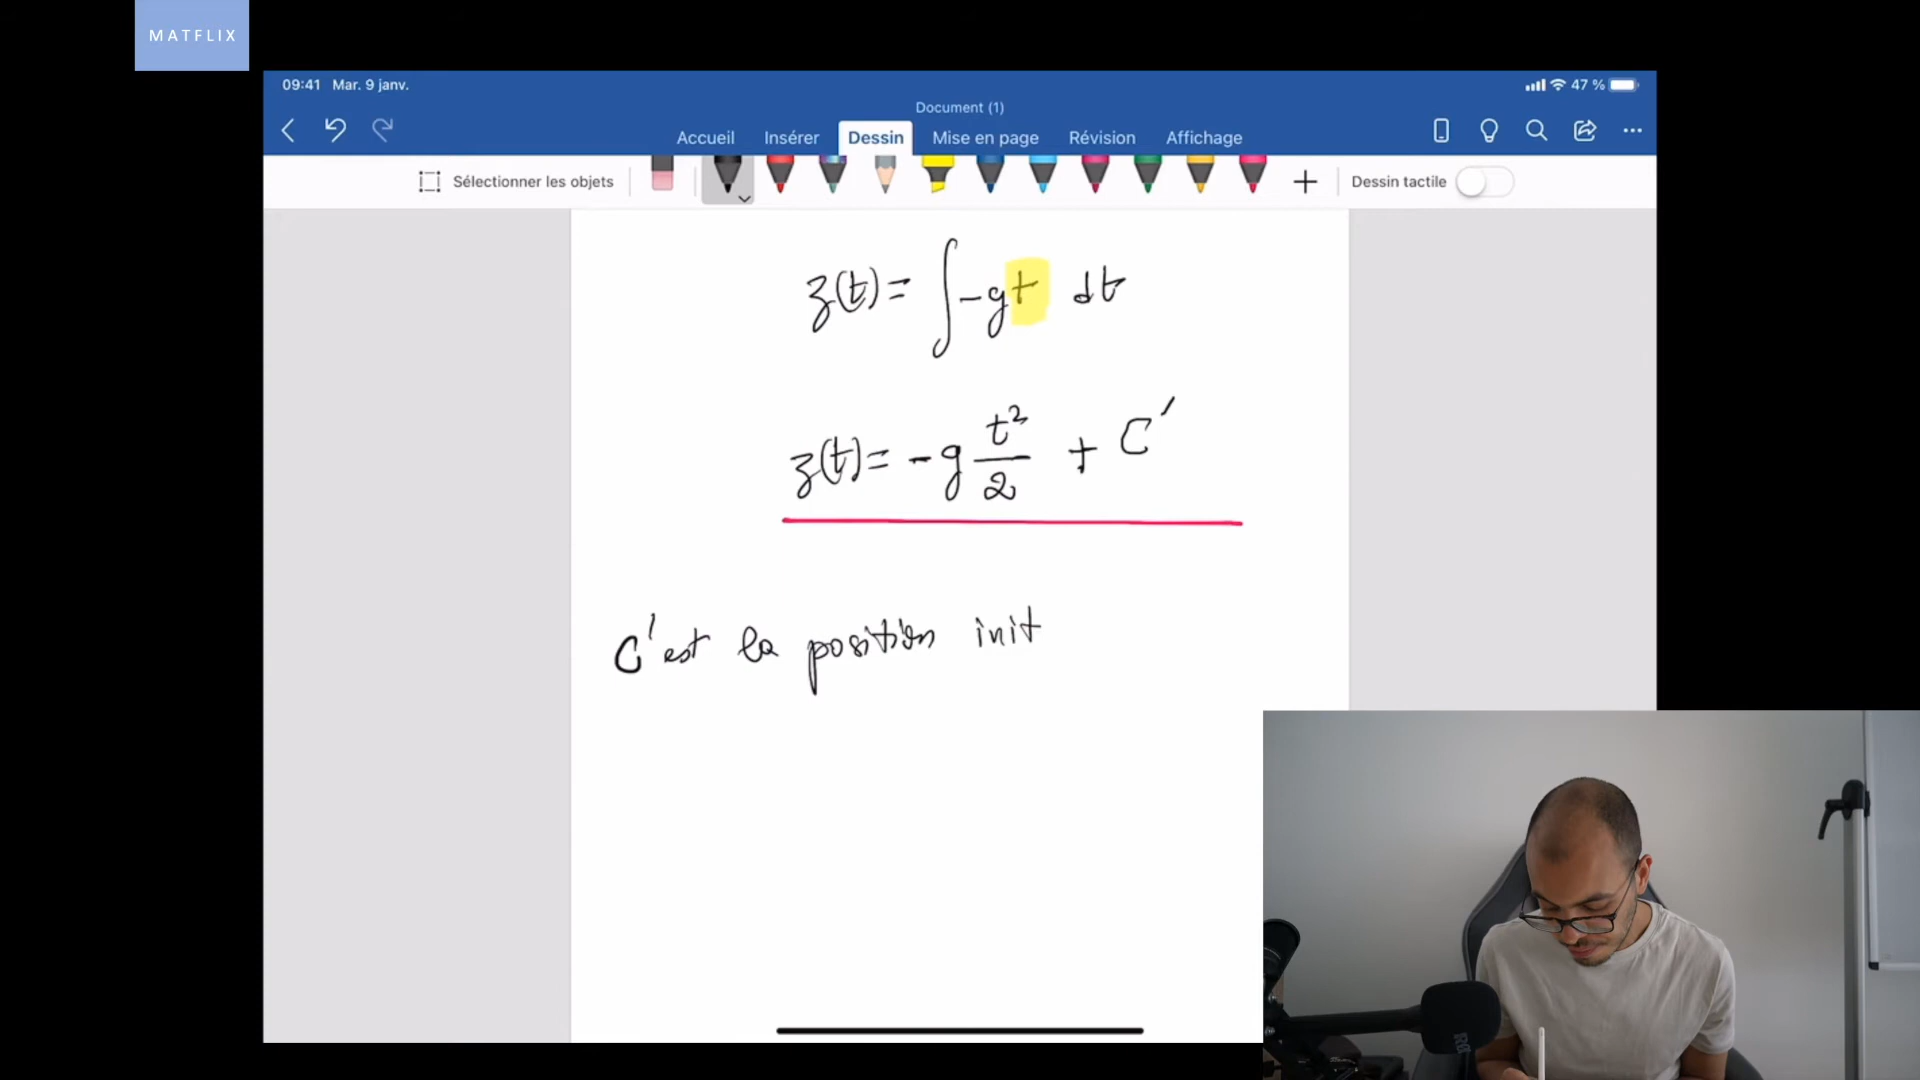 MATFLIX
09:41 Mar. 9 janv.
47 %
Document (1)
Accueil Insérer Dessin Mise en page Révision Affichage
Sélectionner les objets
Dessin tactile
z(t) = ∫ -gt dt
z(t) = -g t²/2 + C'
C' est la position init